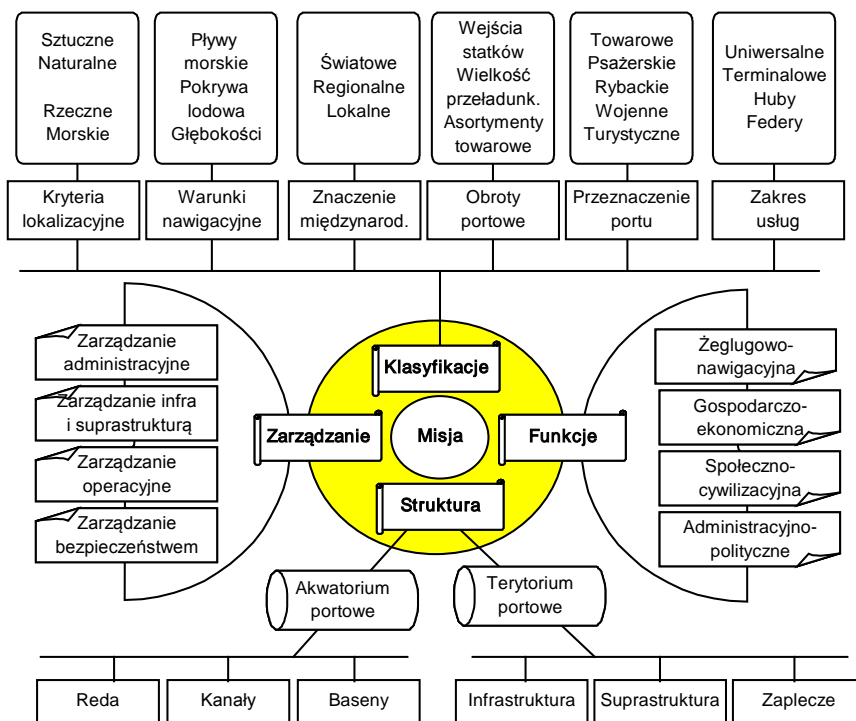 Sztuczne
Naturalne
Rzeczne
Morskie
Pływy
morskie
Pokrywa
lodowa
Głębokości
Światowe
Regionalne
Lokalne
Wejścia
statków
Wielkość
przeładunk.
Asortymenty
towarowe
Towarowe
Psażerskie
Rybackie
Wojenne
Turystyczne
Uniwersalne
Terminalowe
Huby
Federy
Kryteria
lokalizacyjne
Warunki
nawigacyjne
Znaczenie
międzynarod.
Obroty
portowe
Przeznaczenie
portu
Zakres
usług
Zarządzanie
administracyjne
Zarządzanie infra
i suprastrukturą
Zarządzanie
operacyjne
Zarządzanie
bezpieczeństwem
Klasyfikacje
Zarządzanie
Misja
Funkcje
Struktura
Żeglugowo-
nawigacyjna
Gospodarczo-
ekonomiczna
Społeczno-
cywilizacyjna
Administracyjno-
polityczne
Akwatorium
portowe
Terytorium
portowe
Reda
Kanały
Baseny
Infrastruktura
Suprastruktura
Zaplecze